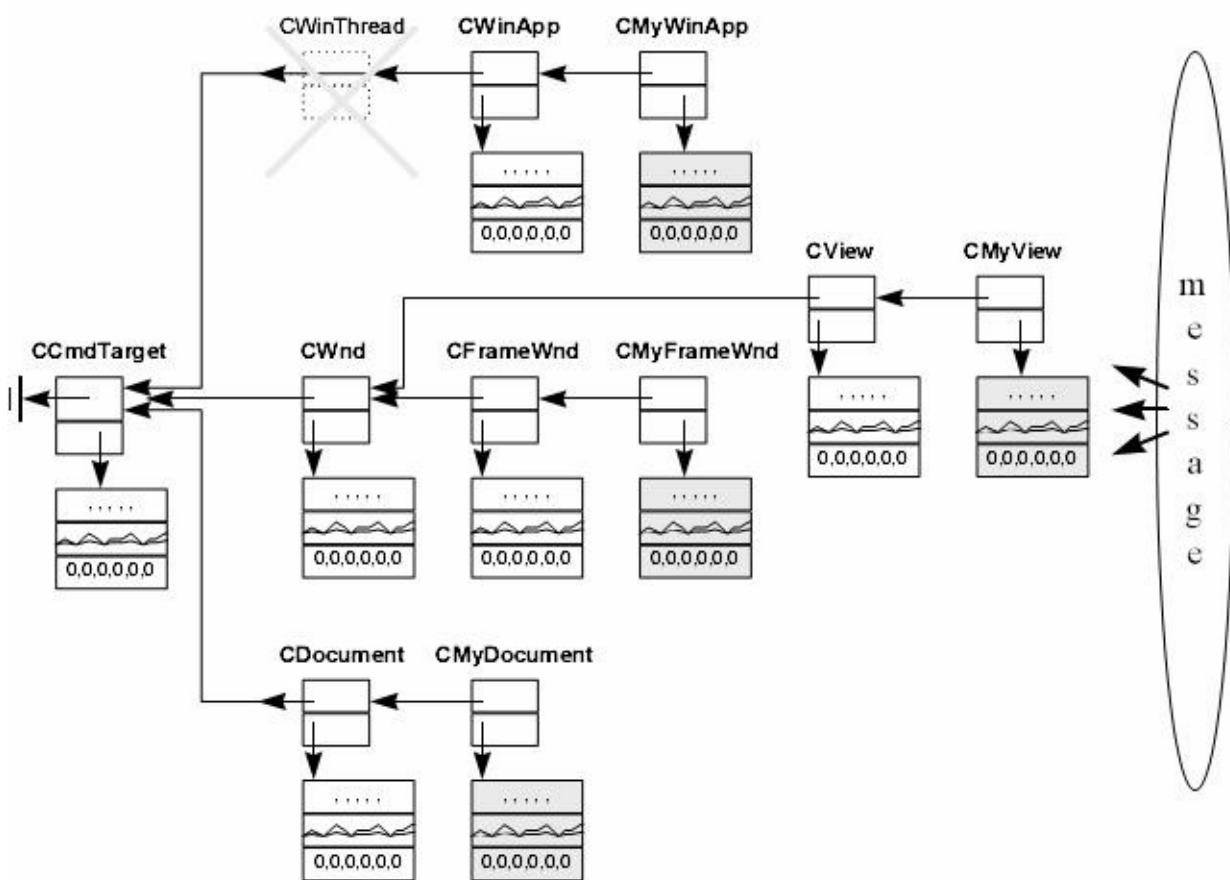 CWinThread CWinApp CMyWinApp
, , , , , , , , , ,
0,0,0,0,0,0 0,0,0,0,0,0
CView CMyView
CCmdTarget CWnd CFrameWnd CMyFrameWnd
, , , , , , , , , ,
0,0,0,0,0,0 0,0,0,0,0,0
, , , , , , , , , , , , , , , , , , , ,
0,0,0,0,0,0 0,0,0,0,0,0 0,0,0,0,0,0 0,0,0,0,0,0
CDocument CMyDocument
, , , , , , , , , ,
0,0,0,0,0,0 0,0,0,0,0,0
message